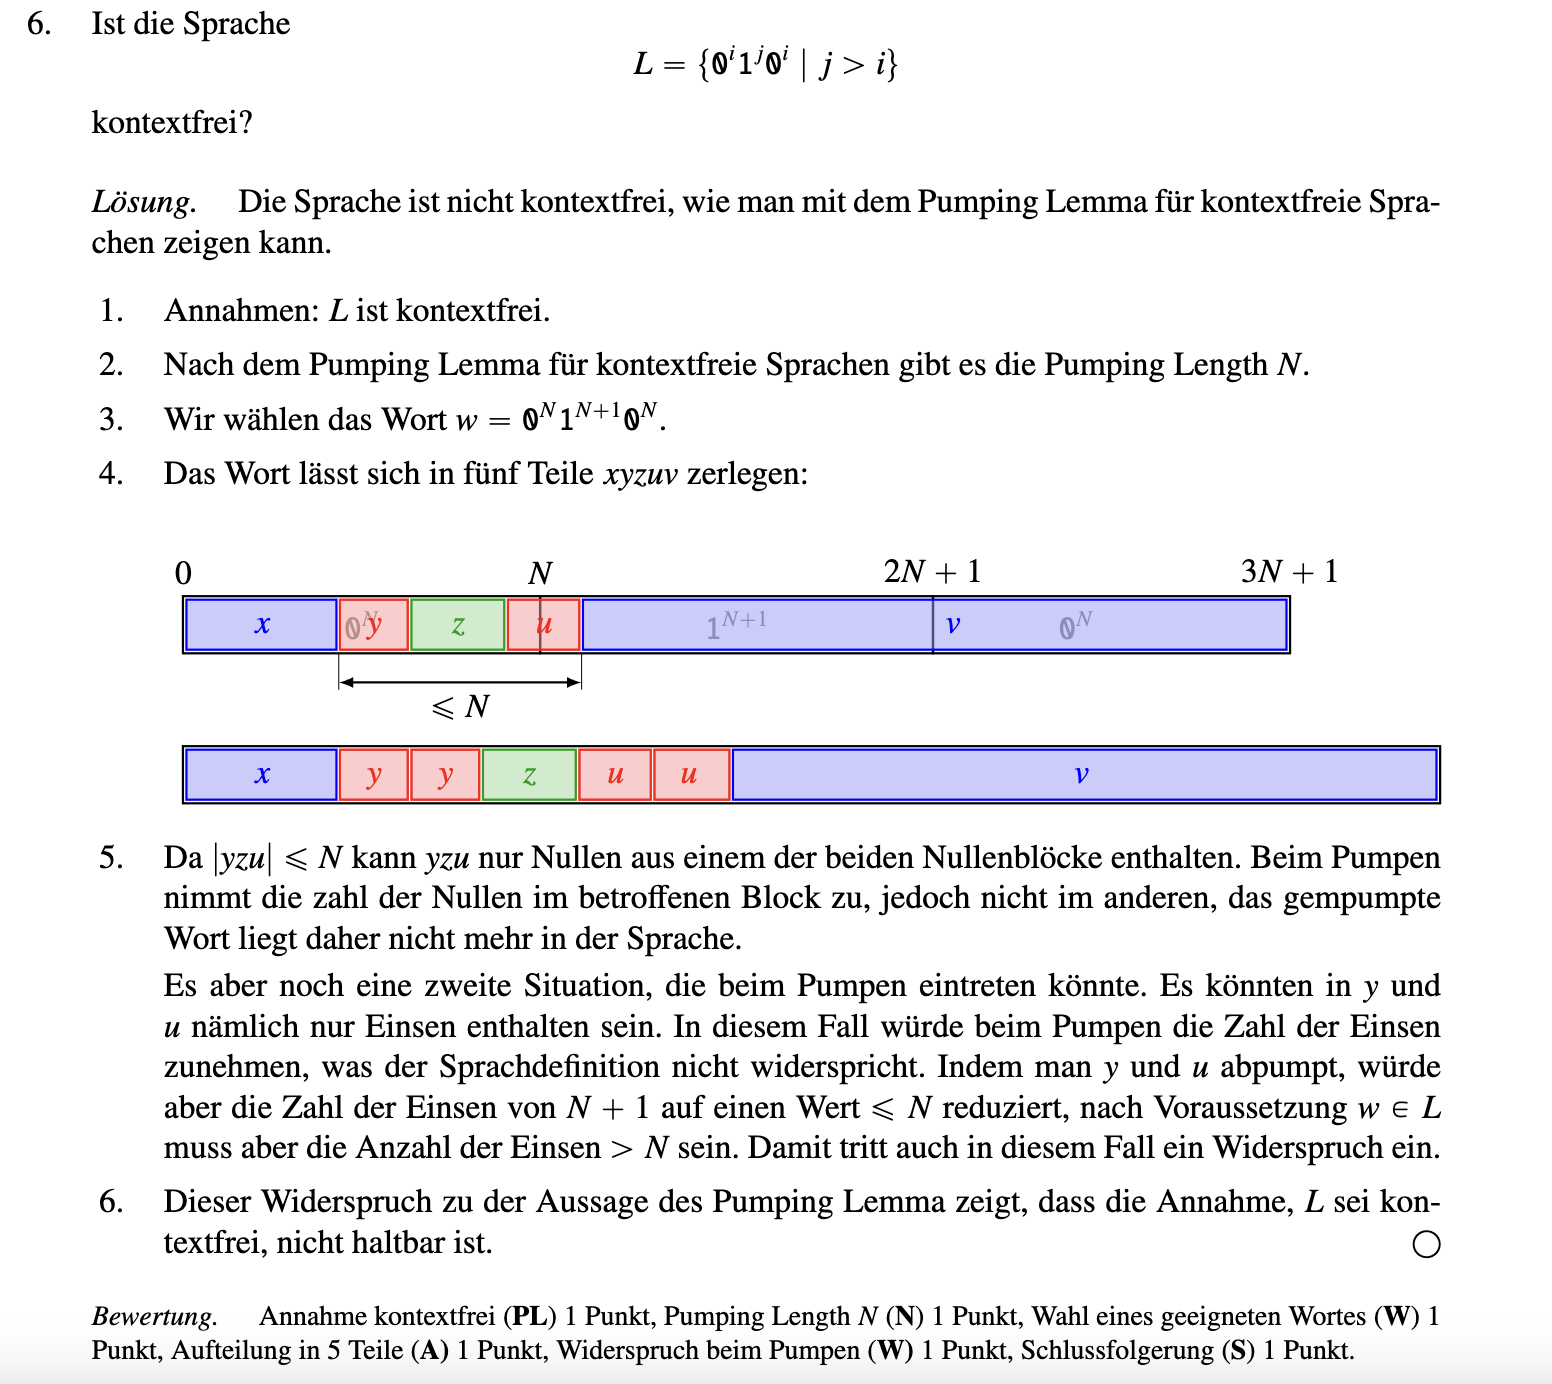 6. Ist die Sprache
L = {0^i1^j0^i | j > i}
kontextfrei?
Lösung. Die Sprache ist nicht kontextfrei, wie man mit dem Pumping Lemma für kontextfreie Spra-
chen zeigen kann.
1. Annahmen: L ist kontextfrei.
2. Nach dem Pumping Lemma für kontextfreie Sprachen gibt es die Pumping Length N.
3. Wir wählen das Wort w = 0^N1^{N+1}0^N.
4. Das Wort lässt sich in fünf Teile xyzuv zerlegen:
0 N 2N + 1 3N + 1
x 0^N y z u 1^{N+1} v 0^N
⩽ N
x y y z u u v
5. Da |yzu| ⩽ N kann yzu nur Nullen aus einem der beiden Nullenblöcke enthalten. Beim Pumpen
nimmt die zahl der Nullen im betroffenen Block zu, jedoch nicht im anderen, das gempumpte
Wort liegt daher nicht mehr in der Sprache.
Es aber noch eine zweite Situation, die beim Pumpen eintreten könnte. Es könnten in y und
u nämlich nur Einsen enthalten sein. In diesem Fall würde beim Pumpen die Zahl der Einsen
zunehmen, was der Sprachdefinition nicht widerspricht. Indem man y und u abpumpt, würde
aber die Zahl der Einsen von N + 1 auf einen Wert ⩽ N reduziert, nach Voraussetzung w ∈ L
muss aber die Anzahl der Einsen > N sein. Damit tritt auch in diesem Fall ein Widerspruch ein.
6. Dieser Widerspruch zu der Aussage des Pumping Lemma zeigt, dass die Annahme, L sei kon-
textfrei, nicht haltbar ist. ○
Bewertung. Annahme kontextfrei (PL) 1 Punkt, Pumping Length N (N) 1 Punkt, Wahl eines geeigneten Wortes (W) 1
Punkt, Aufteilung in 5 Teile (A) 1 Punkt, Widerspruch beim Pumpen (W) 1 Punkt, Schlussfolgerung (S) 1 Punkt.